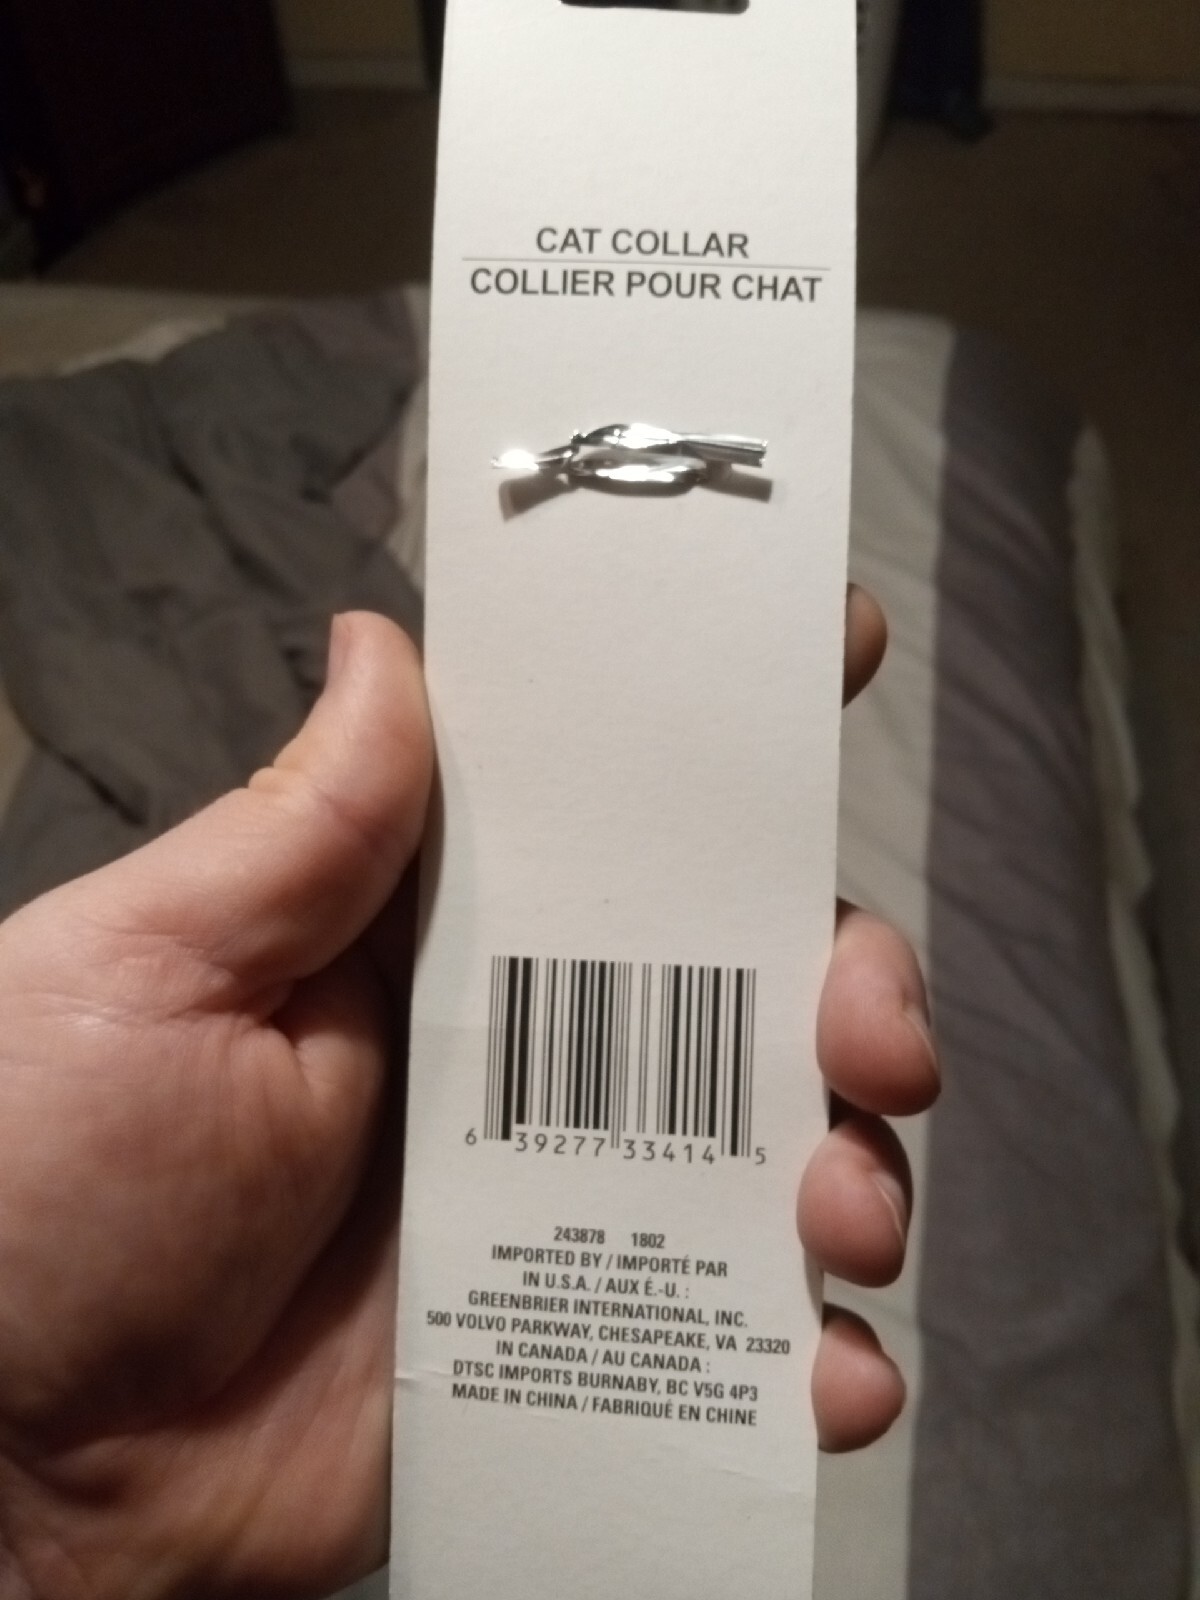 CAT COLLAR
COLLIER POUR CHAT
6 39277 33414 5
243878 1802
IMPORTED BY / IMPORTÉ PAR
IN U.S.A. / AUX É.-U. :
GREENBRIER INTERNATIONAL, INC.
500 VOLVO PARKWAY, CHESAPEAKE, VA 23320
IN CANADA / AU CANADA :
DTSC IMPORTS BURNABY, BC V5G 4P3
MADE IN CHINA / FABRIQUÉ EN CHINE